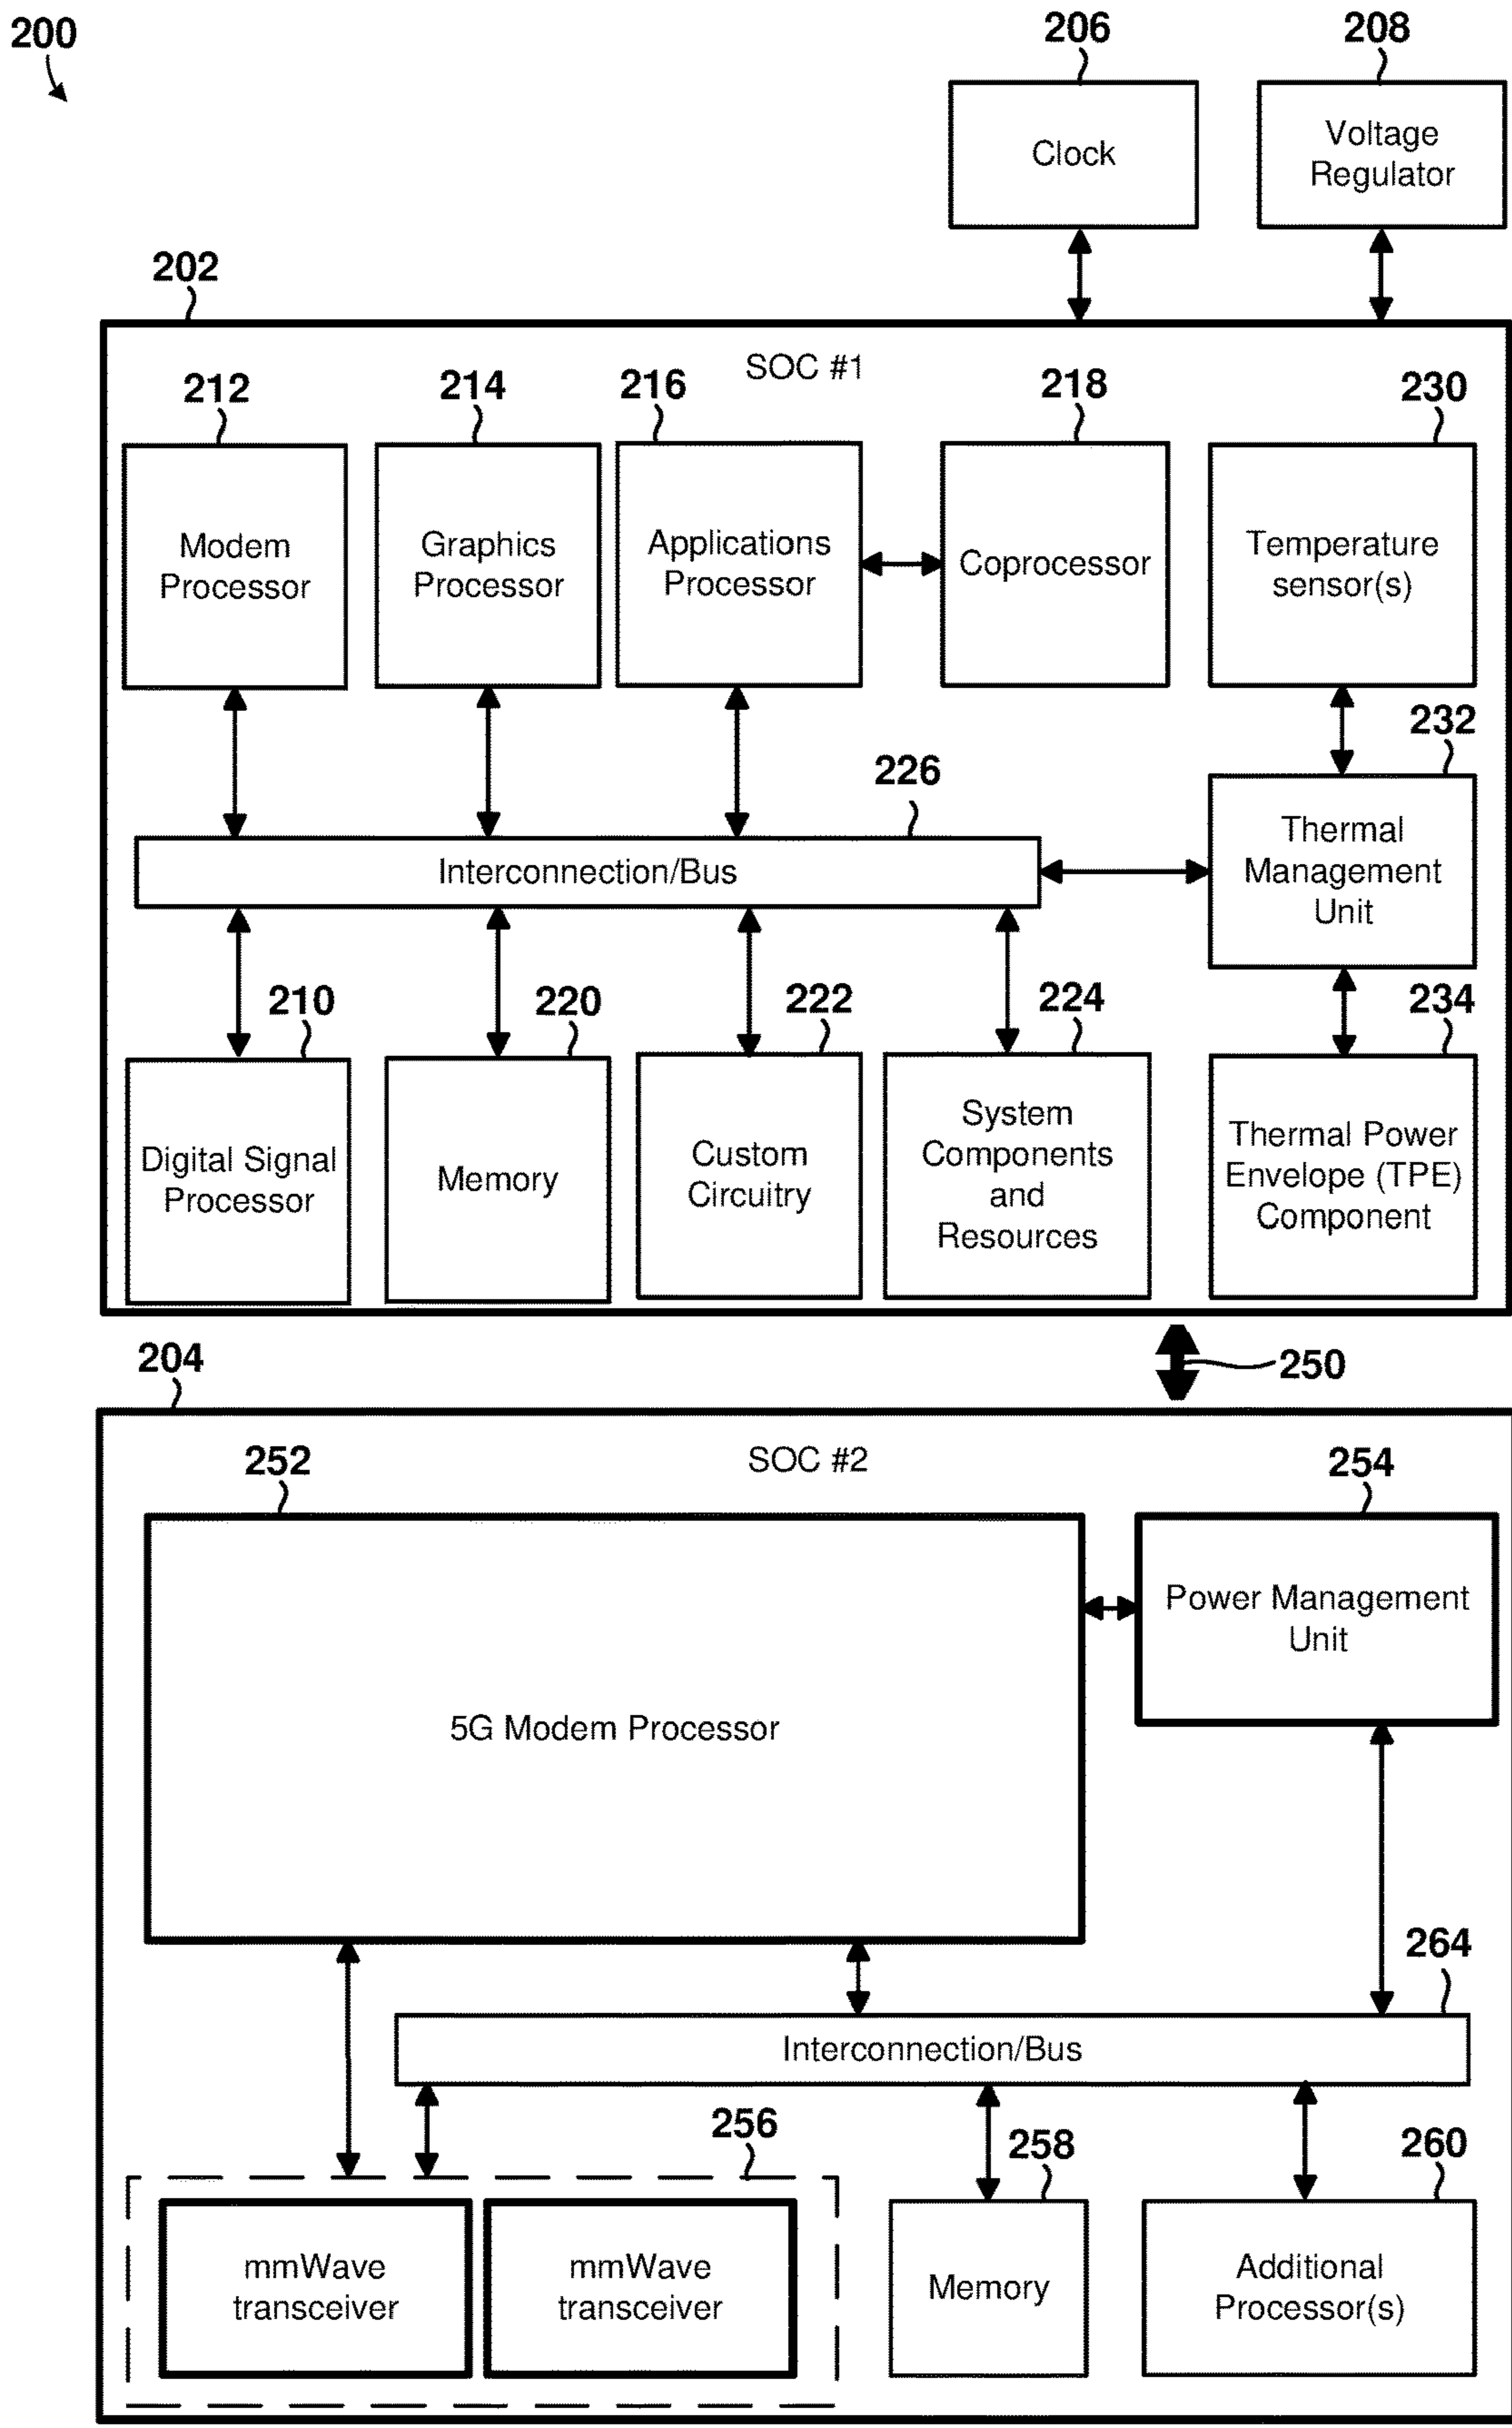 200
206
208
Clock
Voltage
Regulator
202
SOC #1
212
214
216
218
230
Modem
Processor
Graphics
Processor
Applications
Processor
Coprocessor
Temperature
sensor(s)
232
226
Interconnection/Bus
Thermal
Management
Unit
210
220
222
224
234
Digital Signal
Processor
Memory
Custom
Circuitry
System
Components
and
Resources
Thermal Power
Envelope (TPE)
Component
250
204
SOC #2
252
254
5G Modem Processor
Power Management
Unit
264
Interconnection/Bus
256
258
260
mmWave
transceiver
mmWave
transceiver
Memory
Additional
Processor(s)